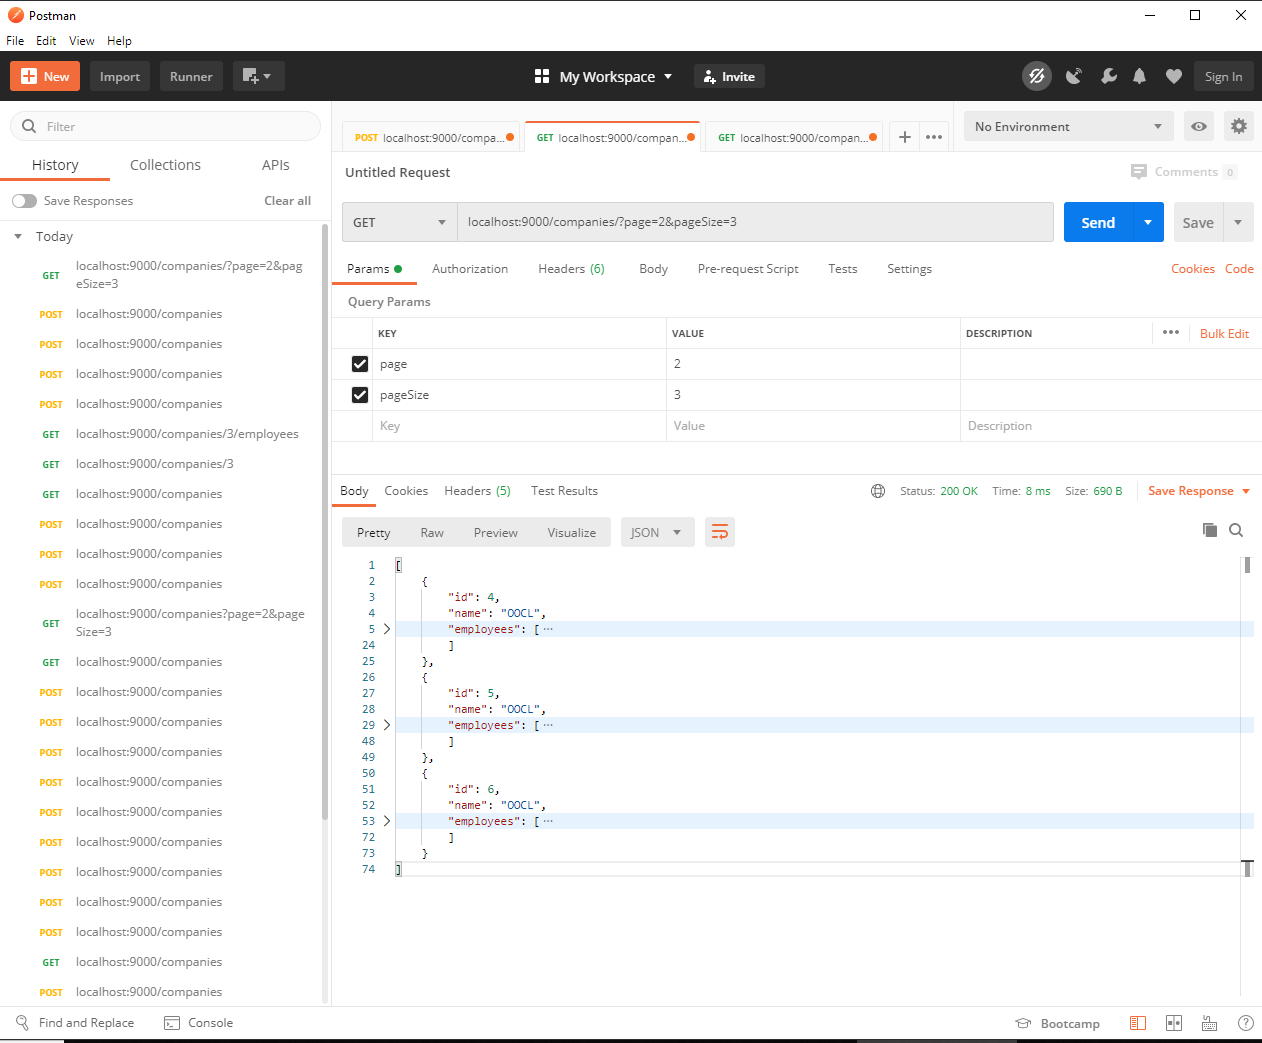 Postman
File Edit View Help
New Import Runner My Workspace Invite Sign In
Filter
History Collections APIs
Save Responses Clear all
Today
GET localhost:9000/companies/?page=2&pag
eSize=3
POST localhost:9000/companies
POST localhost:9000/companies
POST localhost:9000/companies
POST localhost:9000/companies
GET localhost:9000/companies/3/employees
GET localhost:9000/companies/3
GET localhost:9000/companies
POST localhost:9000/companies
POST localhost:9000/companies
POST localhost:9000/companies
GET localhost:9000/companies?page=2&page
Size=3
GET localhost:9000/companies
POST localhost:9000/companies
POST localhost:9000/companies
POST localhost:9000/companies
POST localhost:9000/companies
POST localhost:9000/companies
POST localhost:9000/companies
POST localhost:9000/companies
POST localhost:9000/companies
POST localhost:9000/companies
GET localhost:9000/companies
POST localhost:9000/companies
POST localhost:9000/compa... GET localhost:9000/compan... GET localhost:9000/compan... + ••• No Environment
Untitled Request Comments 0
GET localhost:9000/companies/?page=2&pageSize=3 Send Save
Params Authorization Headers (6) Body Pre-request Script Tests Settings Cookies Code
Query Params
KEY VALUE DESCRIPTION ••• Bulk Edit
page 2
pageSize 3
Key Value Description
Body Cookies Headers (5) Test Results Status: 200 OK Time: 8 ms Size: 690 B Save Response
Pretty Raw Preview Visualize JSON
1 [
2 {
3 "id": 4,
4 "name": "OOCL",
5 "employees": [ ···
24 ]
25 },
26 {
27 "id": 5,
28 "name": "OOCL",
29 "employees": [ ···
48 ]
49 },
50 {
51 "id": 6,
52 "name": "OOCL",
53 "employees": [ ···
72 ]
73 }
74 ]
Find and Replace Console Bootcamp